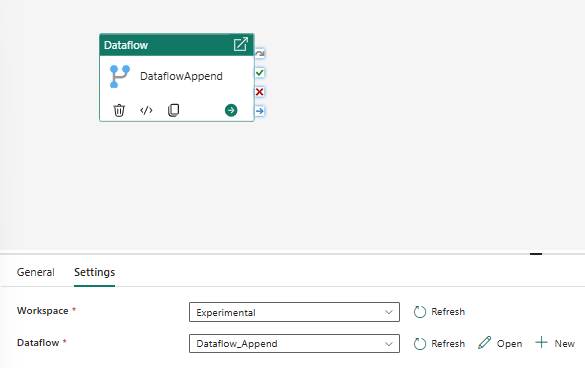 Dataflow
DataflowAppend
</>
General Settings
Workspace * Experimental Refresh
Dataflow * Dataflow_Append Refresh Open New